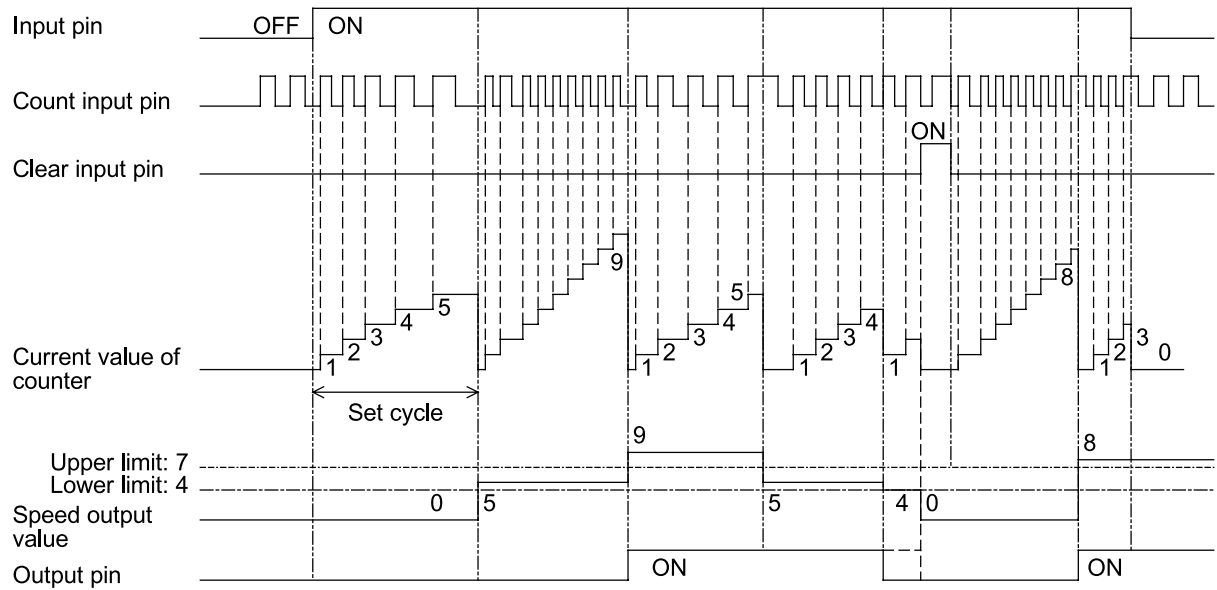 Input pin
OFF ON
Count input pin
ON
Clear input pin
9
8
5 5
4 4 4
3 3 3 3
2 2 2 2 0
1 1 1 1 1
Current value of
counter
Set cycle
9 8
Upper limit: 7
Lower limit: 4
0 5 5 4 0
Speed output
value
ON ON
Output pin